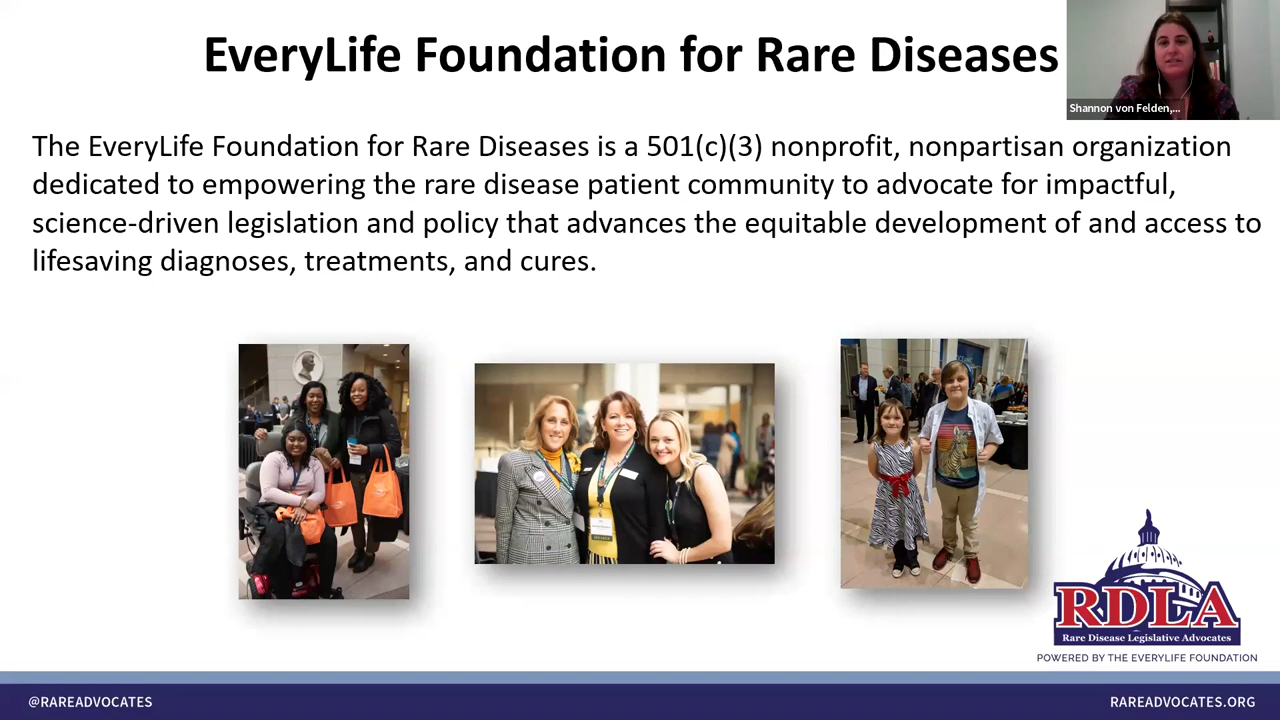 EveryLife Foundation for Rare Diseases
Shannon von Felden,...
The EveryLife Foundation for Rare Diseases is a 501(c)(3) nonprofit, nonpartisan organization
dedicated to empowering the rare disease patient community to advocate for impactful,
science-driven legislation and policy that advances the equitable development of and access to
lifesaving diagnoses, treatments, and cures.
RDLA
Rare Disease Legislative Advocates
POWERED BY THE EVERYLIFE FOUNDATION
@RAREADVOCATES
RAREADVOCATES.ORG